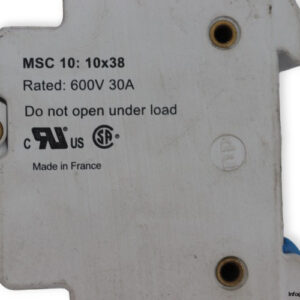 MSC 10: 10x38
Rated: 600V 30A
Do not open under load
C US
Made in France